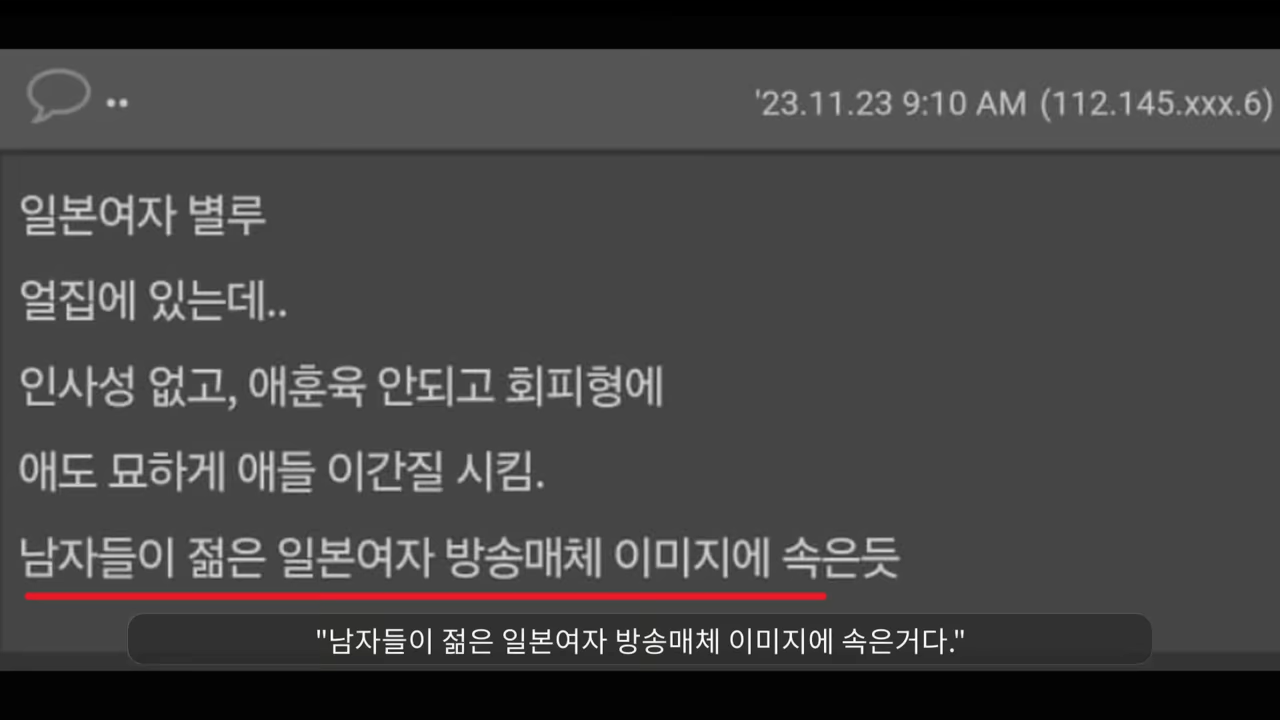 .. '23.11.23 9:10 AM (112.145.xxx.6)
일본여자 별루
얼집에 있는데..
인사성 없고, 애훈육 안되고 회피형에
애도 묘하게 애들 이간질 시킴.
남자들이 젊은 일본여자 방송매체 이미지에 속은듯
"남자들이 젊은 일본여자 방송매체 이미지에 속은거다."